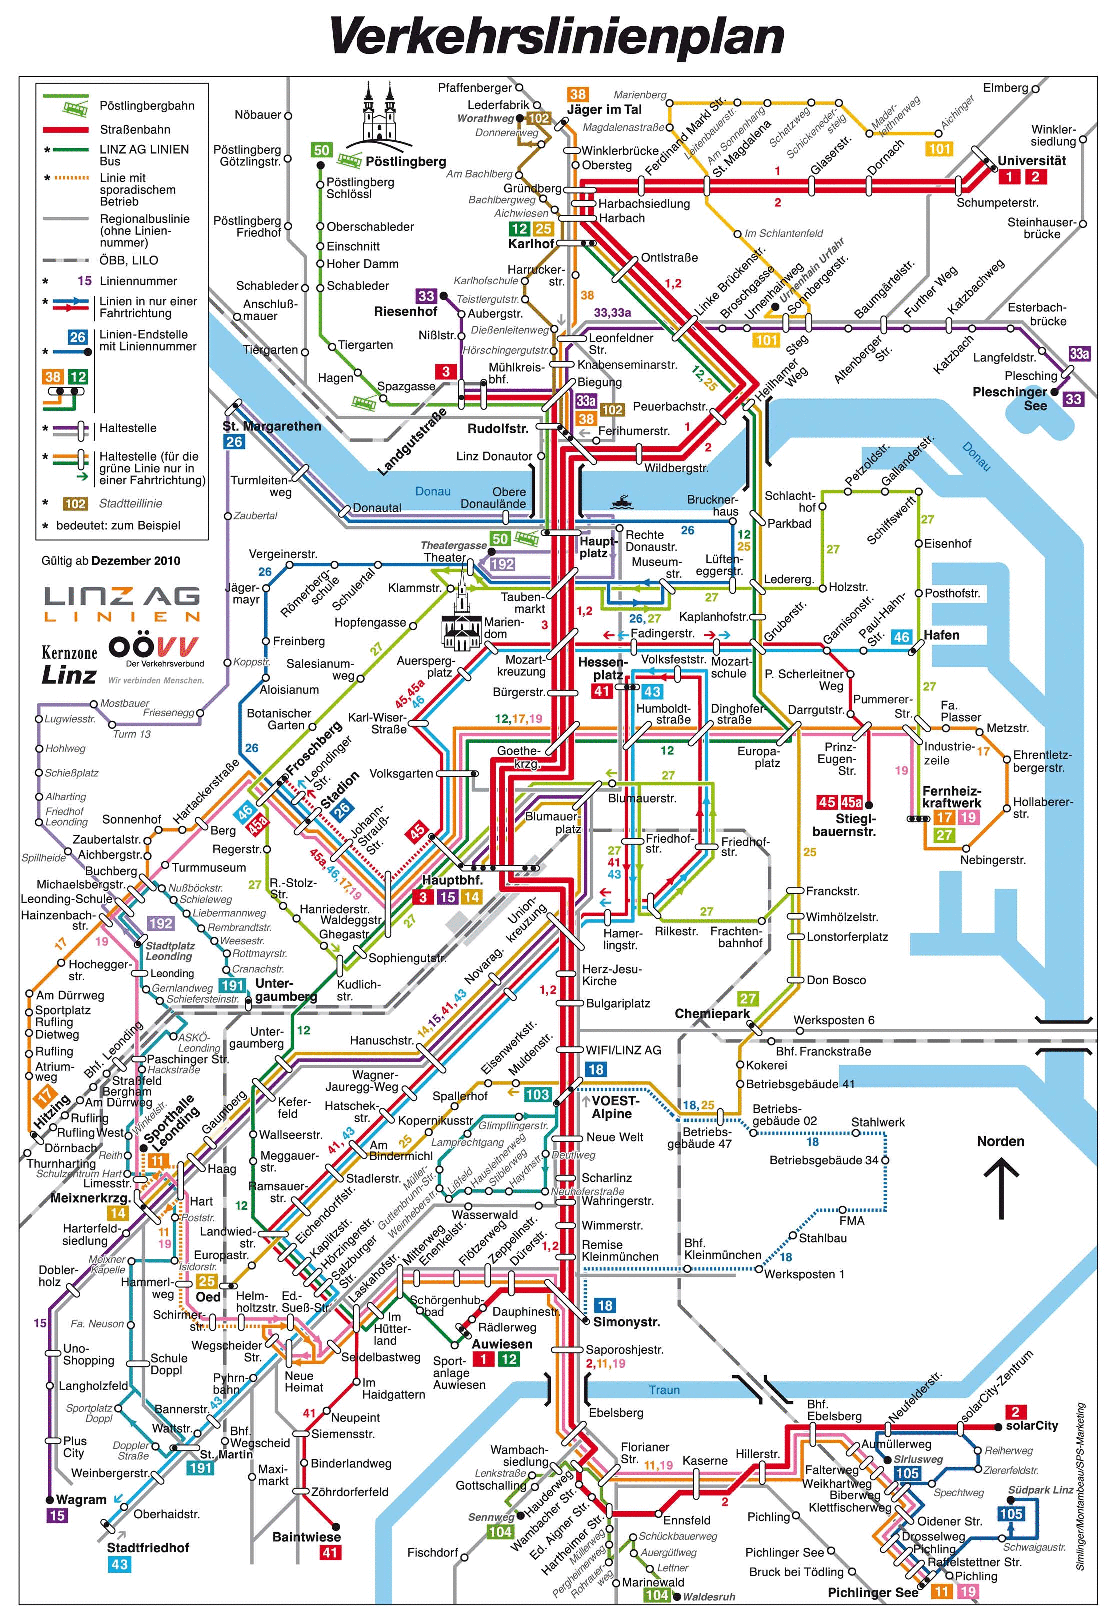 Verkehrslinienplan
Pöstlingbergbahn
Straßenbahn
* LINZ AG LINIEN
Bus
* Linie mit
sporadischem
Betrieb
Regionalbuslinie
(ohne Linien-
nummer)
ÖBB, LILO
* 15 Liniennummer
* Linien in nur einer
Fahrtrichtung
26 Linien-Endstelle
* mit Liniennummer
38 12
* Haltestelle
* Haltestelle (für die
grüne Linie nur in
einer Fahrtrichtung)
* 102 Stadtteillinie
* bedeutet: zum Beispiel
Gültig ab Dezember 2010
LINZ AG
LINIEN
Kernzone
Linz
OÖVV
Der Verkehrsverbund
Wir verbinden Menschen.
Nöbauer
Pöstlingberg
Götzlingstr.
Pöstlingberg
Friedhof
Schableder
Anschluß-
mauer
Tiergarten
50
Pöstlingberg
Pöstlingberg
Schlössl
Oberschableder
Einschnitt
Hoher Damm
Schableder
Tiergarten
Hagen
Spazgasse
Landgutstraße
33
Riesenhof
Teistlergutstr.
Aubergstr.
Nißlstr.
Dießenleitenweg
Hörschingergutstr.
3
Mühlkreis-
bhf.
Rudolfstr.
Linz Donautor
Pfaffenberger
Lederfabrik
Worathweg
102
Donnererweg
Am Bachlberg
Gründberg
Bachlbergweg
Aichwiesen
12 25
Karlhof
Karlhofschule
Harrucker-
str.
38
Jäger im Tal
Winklerbrücke
Obersteg
Harbachsiedlung
Harbach
38
33,33a
Leonfeldner
Str.
Knabenseminarstr.
Biegung
33a
102
38
Ferihumerstr.
Wildbergstr.
Peuerbachstr.
Marienberg
Magdalenastraße
Ferdinand Markl Str.
Leitenbauerstr.
Am Sonnenhang
St. Magdalena
Schatzweg
Schickeneder-
steig
Glaserstr.
Mader-
leithnerweg
Dornach
Aichinger
101
Elmberg
Winkler-
siedlung
Universität
1 2
Schumpeterstr.
Steinhauser-
brücke
1
2
Im Schlantenfeld
Ontlstraße
1,2
Linke Brückenstr.
Broschgasse
Urnenhainweg
Urnenhain Urfahr
Sonnbergerstr.
101
Steg
Heilhamer
Weg
12,25
Baumgärtelstr.
Altenberger
Str.
Further Weg
Katzbachweg
Katzbach
Esterbach-
brücke
Langfeldstr.
33a
Plesching
Pleschinger
See
33
St. Margarethen
26
Turmleiten-
weg
Donautal
Donau
Obere
Donaulände
Zaubertal
Theatergasse
50
192
Theater
Haupt-
platz
Rechte
Donaustr.
26
Bruckner-
haus
Museum-
str.
Lüften-
eggerstr.
12
25
Schlacht-
hof
Parkbad
Petzoldstr.
Gallanderstr.
Donau
Schiffswerft
27
27
Eisenhof
Posthofstr.
Holzstr.
Ledererg.
27
Vergeinerstr.
26
Jäger-
mayr
Römerberg-
schule
Schulertal
Klammstr.
Hopfengasse
Marien-
dom
Tauben-
markt
1,2
3
26,27
Kaplanhofstr.
Fadingerstr.
Gruberstr.
Garnisonstr.
Paul-Hahn-
Str.
46
Hafen
27
Freinberg
Koppstr.
Aloisianum
Salesianum-
weg
27
Auersperg-
platz
Mozart-
kreuzung
Bürgerstr.
Hessen-
platz
41
43
Volksfeststr.
Mozart-
schule
P. Scherleitner
Weg
Darrgutstr.
Pummerer-
Str.
Mostbauer
Lugwiesstr.
Friesenegg
Turm 13
Botanischer
Garten
45,45a
46
Karl-Wiser-
Straße
12,17,19
Goethe-
krzg.
Humboldt-
straße
Dinghofer-
straße
12
Europa-
platz
Prinz-
Eugen-
Str.
Industrie-
zeile
Fa.
Plasser
Metzstr.
17
Ehrentletz-
bergerstr.
19
Hohlweg
Schießplatz
Alharting
Friedhof
Leonding
Spillheide
26
Froschberg
Leondinger
Str.
Stadion
26
Hartackerstraße
46
45a
Johann-
Strauß-
Str.
45a,46,17,19
Volksgarten
45
Hauptbhf.
3 15 14
Blumauer-
platz
27
Blumauerstr.
45 45a
Stiegl-
bauernstr.
Fernheiz-
kraftwerk
17 19
27
Hollaberer-
str.
Nebingerstr.
Sonnenhof
Zaubertalstr.
Aichbergstr.
Buchberg
Michaelsbergstr.
Leonding-Schule
Hainzenbach-
str.
Berg
Regerstr.
Turmmuseum
Nußböckstr.
Schieleweg
Liebermannweg
Rembrandtstr.
Weesestr.
Rottmayrstr.
Cranachstr.
192
Stadtplatz
Leonding
Leonding
Gernlandweg
Schiefersteinstr.
191
Unter-
gaumberg
27
R.-Stolz-
Str.
Hanriederstr.
Waldeggstr.
Ghegastr.
27
Sophiengutstr.
Kudlich-
str.
Friedhof-
str.
Friedhof-
str.
27
41
43
Hamer-
lingstr.
Rilkestr.
27
Frachten-
bahnhof
25
Franckstr.
Wimhölzelstr.
Lonstorferplatz
Don Bosco
Union-
kreuzung
Novarag.
Herz-Jesu-
Kirche
1,2
Bulgariplatz
14,15,41,43
27
Chemiepark
Werksposten 6
Bhf. Franckstraße
Kokerei
Betriebsgebäude 41
17
19
Hochegger-
str.
Am Dürrweg
Sportplatz
Rufling
Dietweg
Rufling
Atrium-
weg
17
Hitzing
Bhf. Leonding
ASKÖ-
Leonding
Paschinger Str.
Hackstraße
Straßfeld
Bergham
Am Dürrweg
Rufling
Rufling West
Dörnbach
Thurnharting
Winkelnstr.
Reith
Schulzentrum Hart
Limesstr.
Sporthalle
Leonding
11
Meixnerkrzg.
14
12
Unter-
gaumberg
Gaumberg
Haag
Hart
Poststr.
11
19
Harterfeld-
siedlung
Meixner
Kapelle
Dobler-
holz
Hammerl-
weg
Isidorstr.
Schirmer-
str.
Hanuschstr.
Wagner-
Jauregg-Weg
Kefer-
feld
Hatschek-
str.
Wallseerstr.
Meggauer-
str.
Ramsauer-
str.
12
41, 43
Am
Bindermichl
25
Stadlerstr.
Eichendorffstr.
Landwied-
str.
Europastr.
25
Oed
Kaplitzstr.
Hörzingerstr.
Salzburger
Str.
Laskahofstr.
Eisenwerkstr.
Muldenstr.
Spallerhof
Kopernikusstr.
103
Glimpfingerstr.
Lamprechtgang
Müller-
Guttenbrunn-Str.
Weinheberstr.
Lißfeld
Hausleitnerweg
Stifterweg
Haydnstr.
Deutlweg
Neuhoferstraße
Wasserwald
WIFI/LINZ AG
18
VOEST-
Alpine
18, 25
Neue Welt
Scharlinz
Wahringerstr.
Wimmerstr.
Remise
Kleinmünchen
1,2
Betriebs-
gebäude 47
Betriebs-
gebäude 02
18
Stahlwerk
Betriebsgebäude 34
FMA
Stahlbau
18
Werksposten 1
Bhf.
Kleinmünchen
Norden
Mitterweg
Enenkelstr.
Flötzerweg
Zeppelinstr.
Dürerstr.
Helm-
holtzstr.
Ed.-
Sueß-Str.
Im
Hütter-
land
Schörgenhub-
bad
Dauphinestr.
Rädlerweg
Auwiesen
1 12
Sport-
anlage
Auwiesen
18
Simonystr.
Saporoshjestr.
2,11,19
Traun
15
Fa. Neuson
Uno-
Shopping
Schule
Doppl
Langholzfeld
Sportplatz
Doppl
Plus
City
Doppler
Straße
Weinbergerstr.
Wagram
15
Wegscheider
Str.
Neue
Heimat
Seidelbastweg
Im
Haidgattern
Pyhrn-
bahn
43
Bannerstr.
Wattstr.
Bhf.
Wegscheid
St. Martin
191
Maxi-
markt
41
Neupeint
Siemensstr.
Binderlandweg
Zöhrdorferfeld
Baintwiese
41
Oberhaidstr.
Stadtfriedhof
43
Ebelsberg
Wambach-
siedlung
Lenkstraße
Gottschalling
Sennweg
104
Hauderweg
Wambacher Str.
Ed. Aigner Str.
Hartheimer Str.
Müllerweg
Pergheimerweg
Rohrauer-
weg
Fischdorf
Florianer
Str.
11,19
Kaserne
2
Hillerstr.
Ennsfeld
Schückbauerweg
Auergütlweg
Lettner
Marinewald
104
Waldesruh
Bhf.
Ebelsberg
Neufelderstr.
solarCity-Zentrum
2
solarCity
Aumüllerweg
Siriusweg
105
Reiherweg
Ziererfeldstr.
Spechtweg
Falterweg
Weikhartweg
Biberweg
Klettfischerweg
Südpark Linz
105
Schwaigaustr.
Oidener Str.
Drosselweg
Pichling
Raffelstettner Str.
Pichling
Pichling
Pichlinger See
Bruck bei Tödling
Pichlinger See
11 19
Simlinger/Montambeau/SPS-Marketing